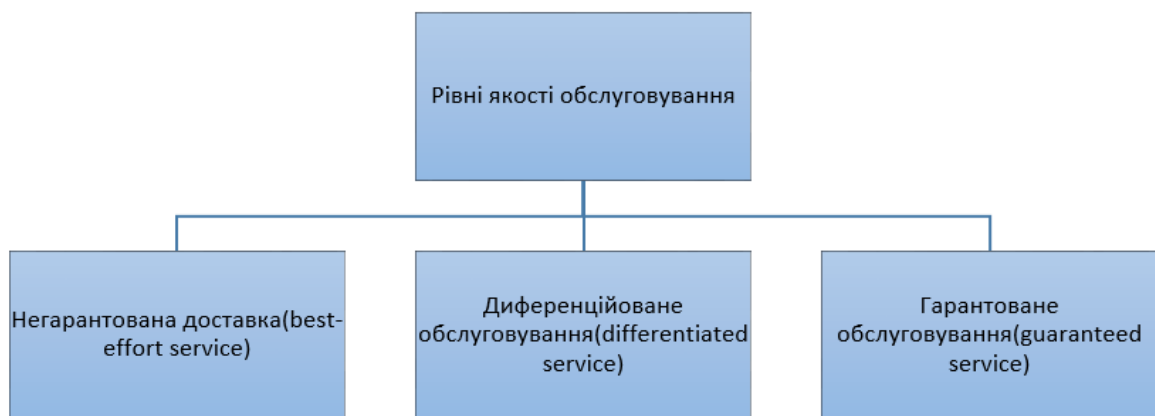 Рівні якості обслуговування
Негарантована доставка(best-
effort service)
Диференційоване
обслуговування(differentiated
service)
Гарантоване
обслуговування(guaranteed
service)